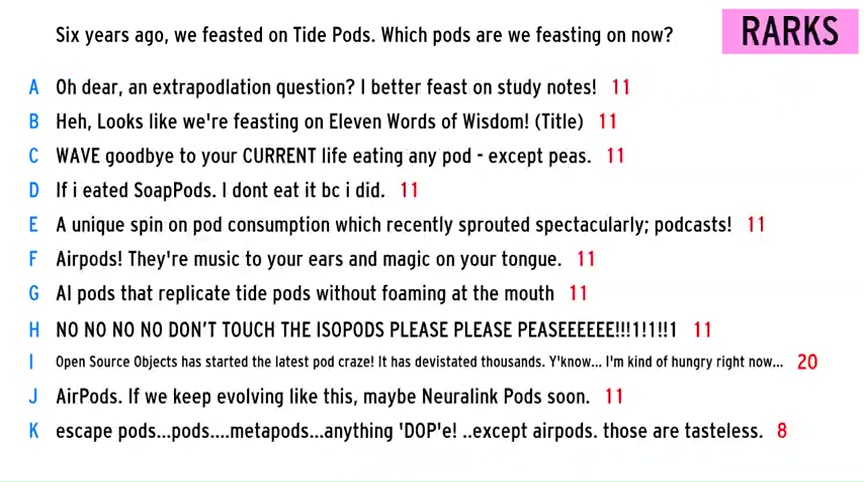 Six years ago, we feasted on Tide Pods. Which pods are we feasting on now?
RARKS
A Oh dear, an extrapodlation question? I better feast on study notes! 11
B Heh, Looks like we're feasting on Eleven Words of Wisdom! (Title) 11
C WAVE goodbye to your CURRENT life eating any pod - except peas. 11
D If i eated SoapPods. I dont eat it bc i did. 11
E A unique spin on pod consumption which recently sprouted spectacularly; podcasts! 11
F Airpods! They're music to your ears and magic on your tongue. 11
G AI pods that replicate tide pods without foaming at the mouth 11
H NO NO NO NO DON'T TOUCH THE ISOPODS PLEASE PLEASE PEASEEEEEE!!!1!1!!1 11
I Open Source Objects has started the latest pod craze! It has devistated thousands. Y'know... I'm kind of hungry right now... 20
J AirPods. If we keep evolving like this, maybe Neuralink Pods soon. 11
K escape pods...pods....metapods...anything 'DOP'e! ..except airpods. those are tasteless. 8